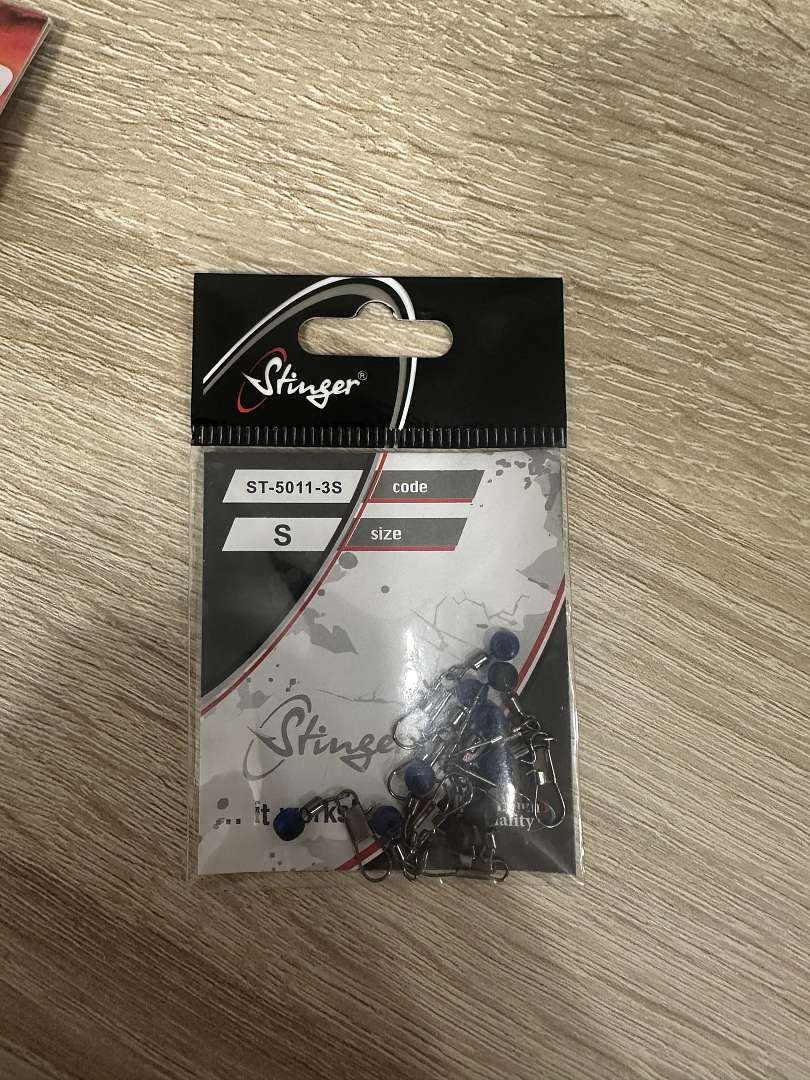 Stinger®
ST-5011-3S code
S size
Stinger
... it works